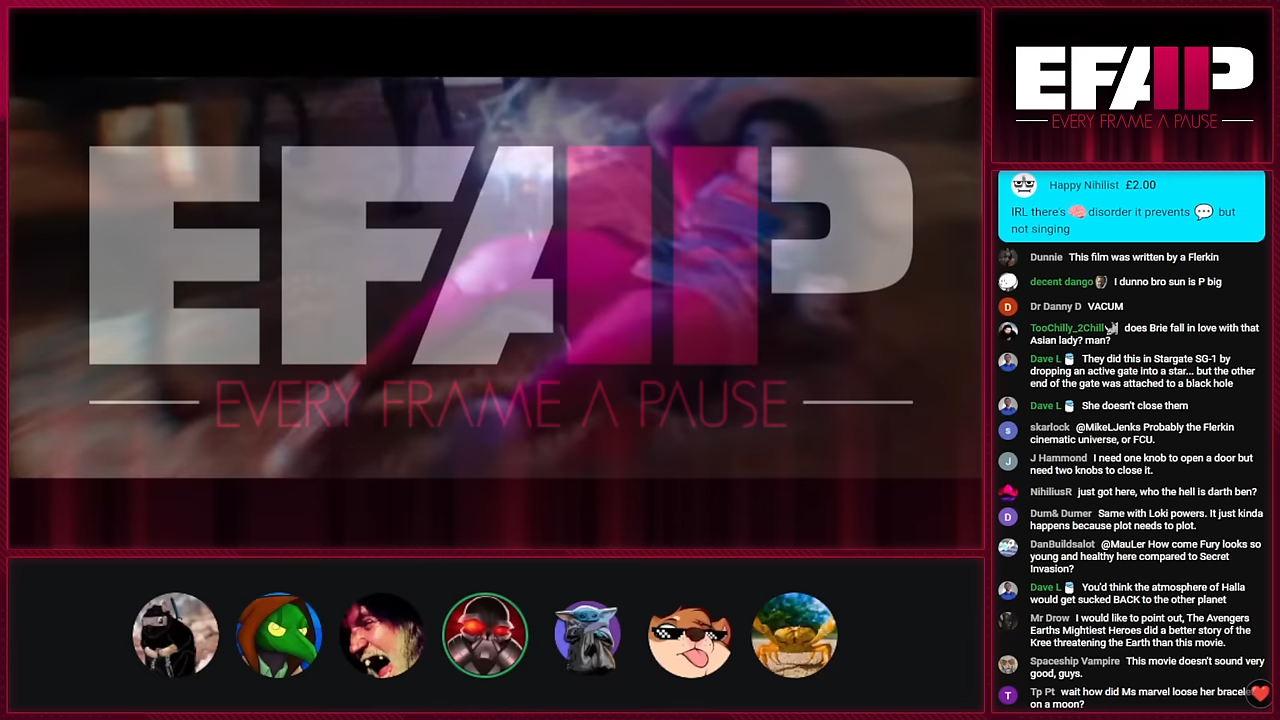 EFAP
EVERY FRAME A PAUSE
EFAP
EVERY FRAME A PAUSE
Happy Nihilist £2.00
IRL there's 🧠 disorder it prevents 💬 but
not singing
Dunnie This film was written by a Flerkin
decent dango I dunno bro sun is P big
D Dr Danny D VACUM
TooChilly_2Chill does Brie fall in love with that
Asian lady? man?
Dave L They did this in Stargate SG-1 by
dropping an active gate into a star... but the other
end of the gate was attached to a black hole
Dave L She doesn't close them
s skarlock @MikeLJenks Probably the Flerkin
cinematic universe, or FCU.
J J Hammond I need one knob to open a door but
need two knobs to close it.
NihiliusR just got here, who the hell is darth ben?
D Dum& Dumer Same with Loki powers. It just kinda
happens because plot needs to plot.
DanBuildsalot @MauLer How come Fury looks so
young and healthy here compared to Secret
Invasion?
Dave L You'd think the atmosphere of Halla
would get sucked BACK to the other planet
Mr Drow I would like to point out, The Avengers
Earths Mightiest Heroes did a better story of the
Kree threatening the Earth than this movie.
Spaceship Vampire This movie doesn't sound very
good, guys.
T Tp Pt wait how did Ms marvel loose her bracele
on a moon?